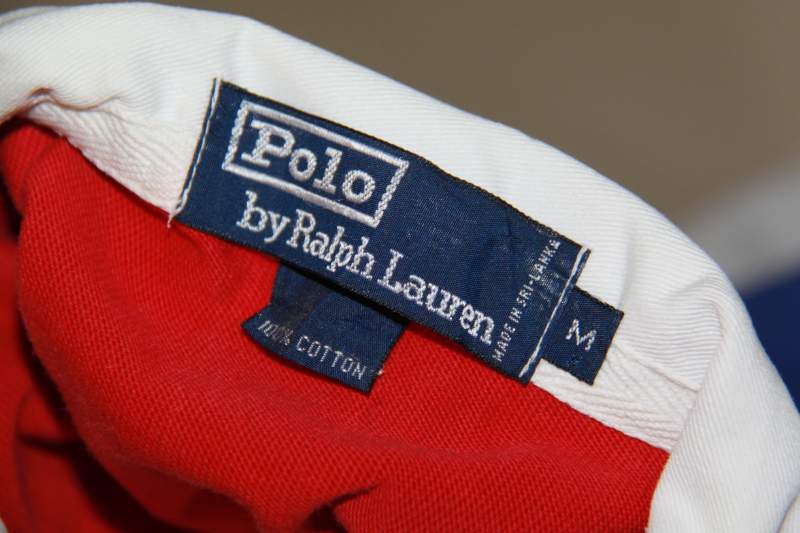 Polo
by Ralph Lauren
MADE IN SRI-LANKA
M
100% COTTON